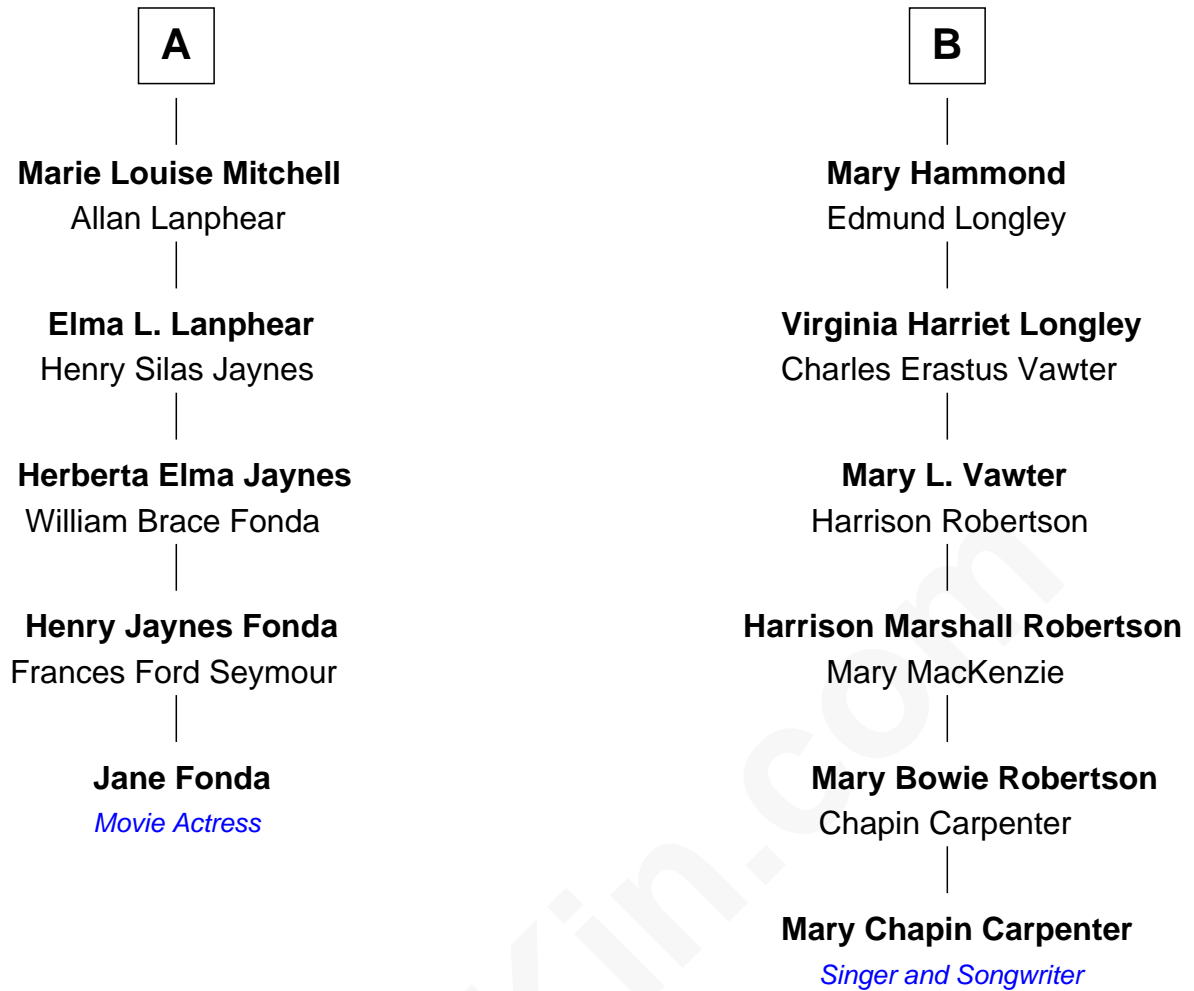 A
Marie Louise Mitchell
Allan Lanphear
Elma L. Lanphear
Henry Silas Jaynes
Herberta Elma Jaynes
William Brace Fonda
Henry Jaynes Fonda
Frances Ford Seymour
Jane Fonda
Movie Actress
B
Mary Hammond
Edmund Longley
Virginia Harriet Longley
Charles Erastus Vawter
Mary L. Vawter
Harrison Robertson
Harrison Marshall Robertson
Mary MacKenzie
Mary Bowie Robertson
Chapin Carpenter
Mary Chapin Carpenter
Singer and Songwriter